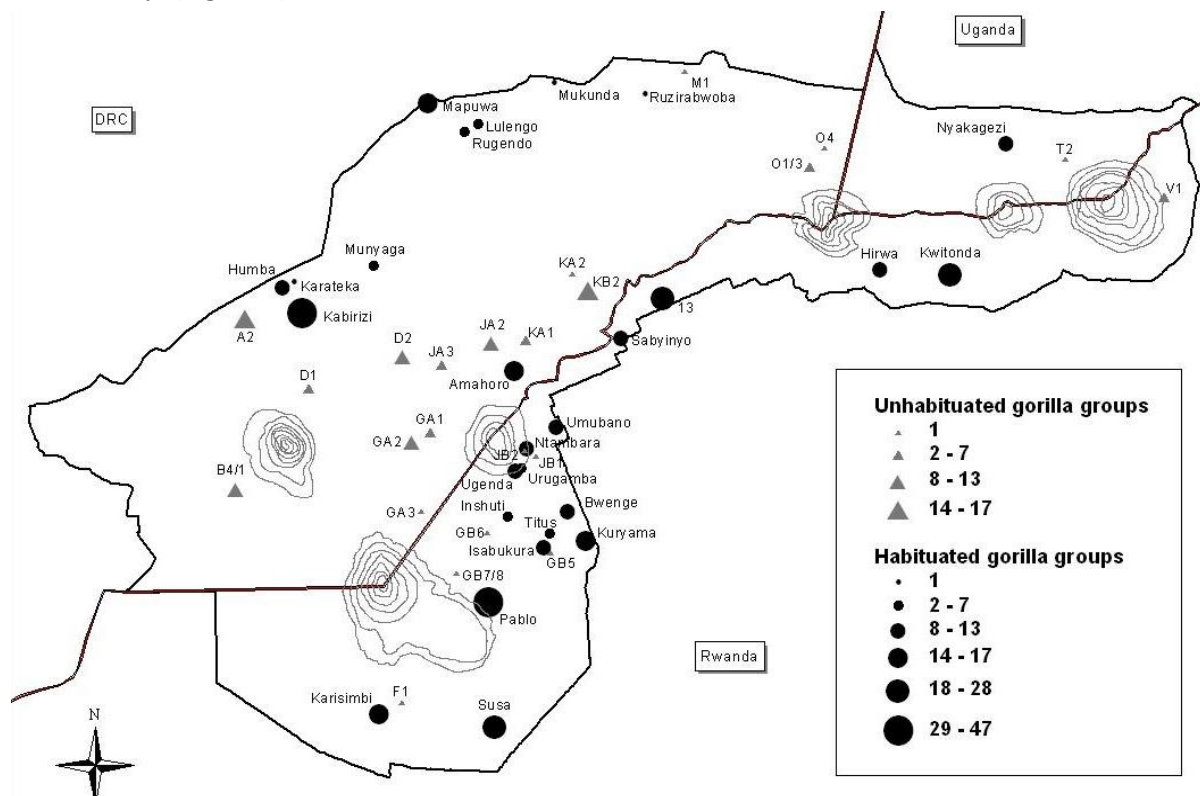 Uganda
M1
Mukunda
Ruzirabwoba
DRC
Mapuwa
Lulengo
Rugendo
O4
O1/3
Nyakagezi
T2
V1
Munyaga
Humba
Karateka
Kabirizi
A2
KA2
KB2
13
Hirwa
Kwitonda
D2
JA2
KA1
JA3
Sabyinyo
Amahoro
D1
GA1
GA2
Umubano
Ntambara
JB2
JB1
Urugamba
Ugenda
B4/1
Inshuti
Bwenge
GA3
GB6
Titus
Kuryama
Isabukura
GB5
GB7/8
Pablo
Rwanda
Karisimbi
F1
Susa
N
Unhabituated gorilla groups
1
2 - 7
8 - 13
14 - 17
Habituated gorilla groups
1
2 - 7
8 - 13
14 - 17
18 - 28
29 - 47